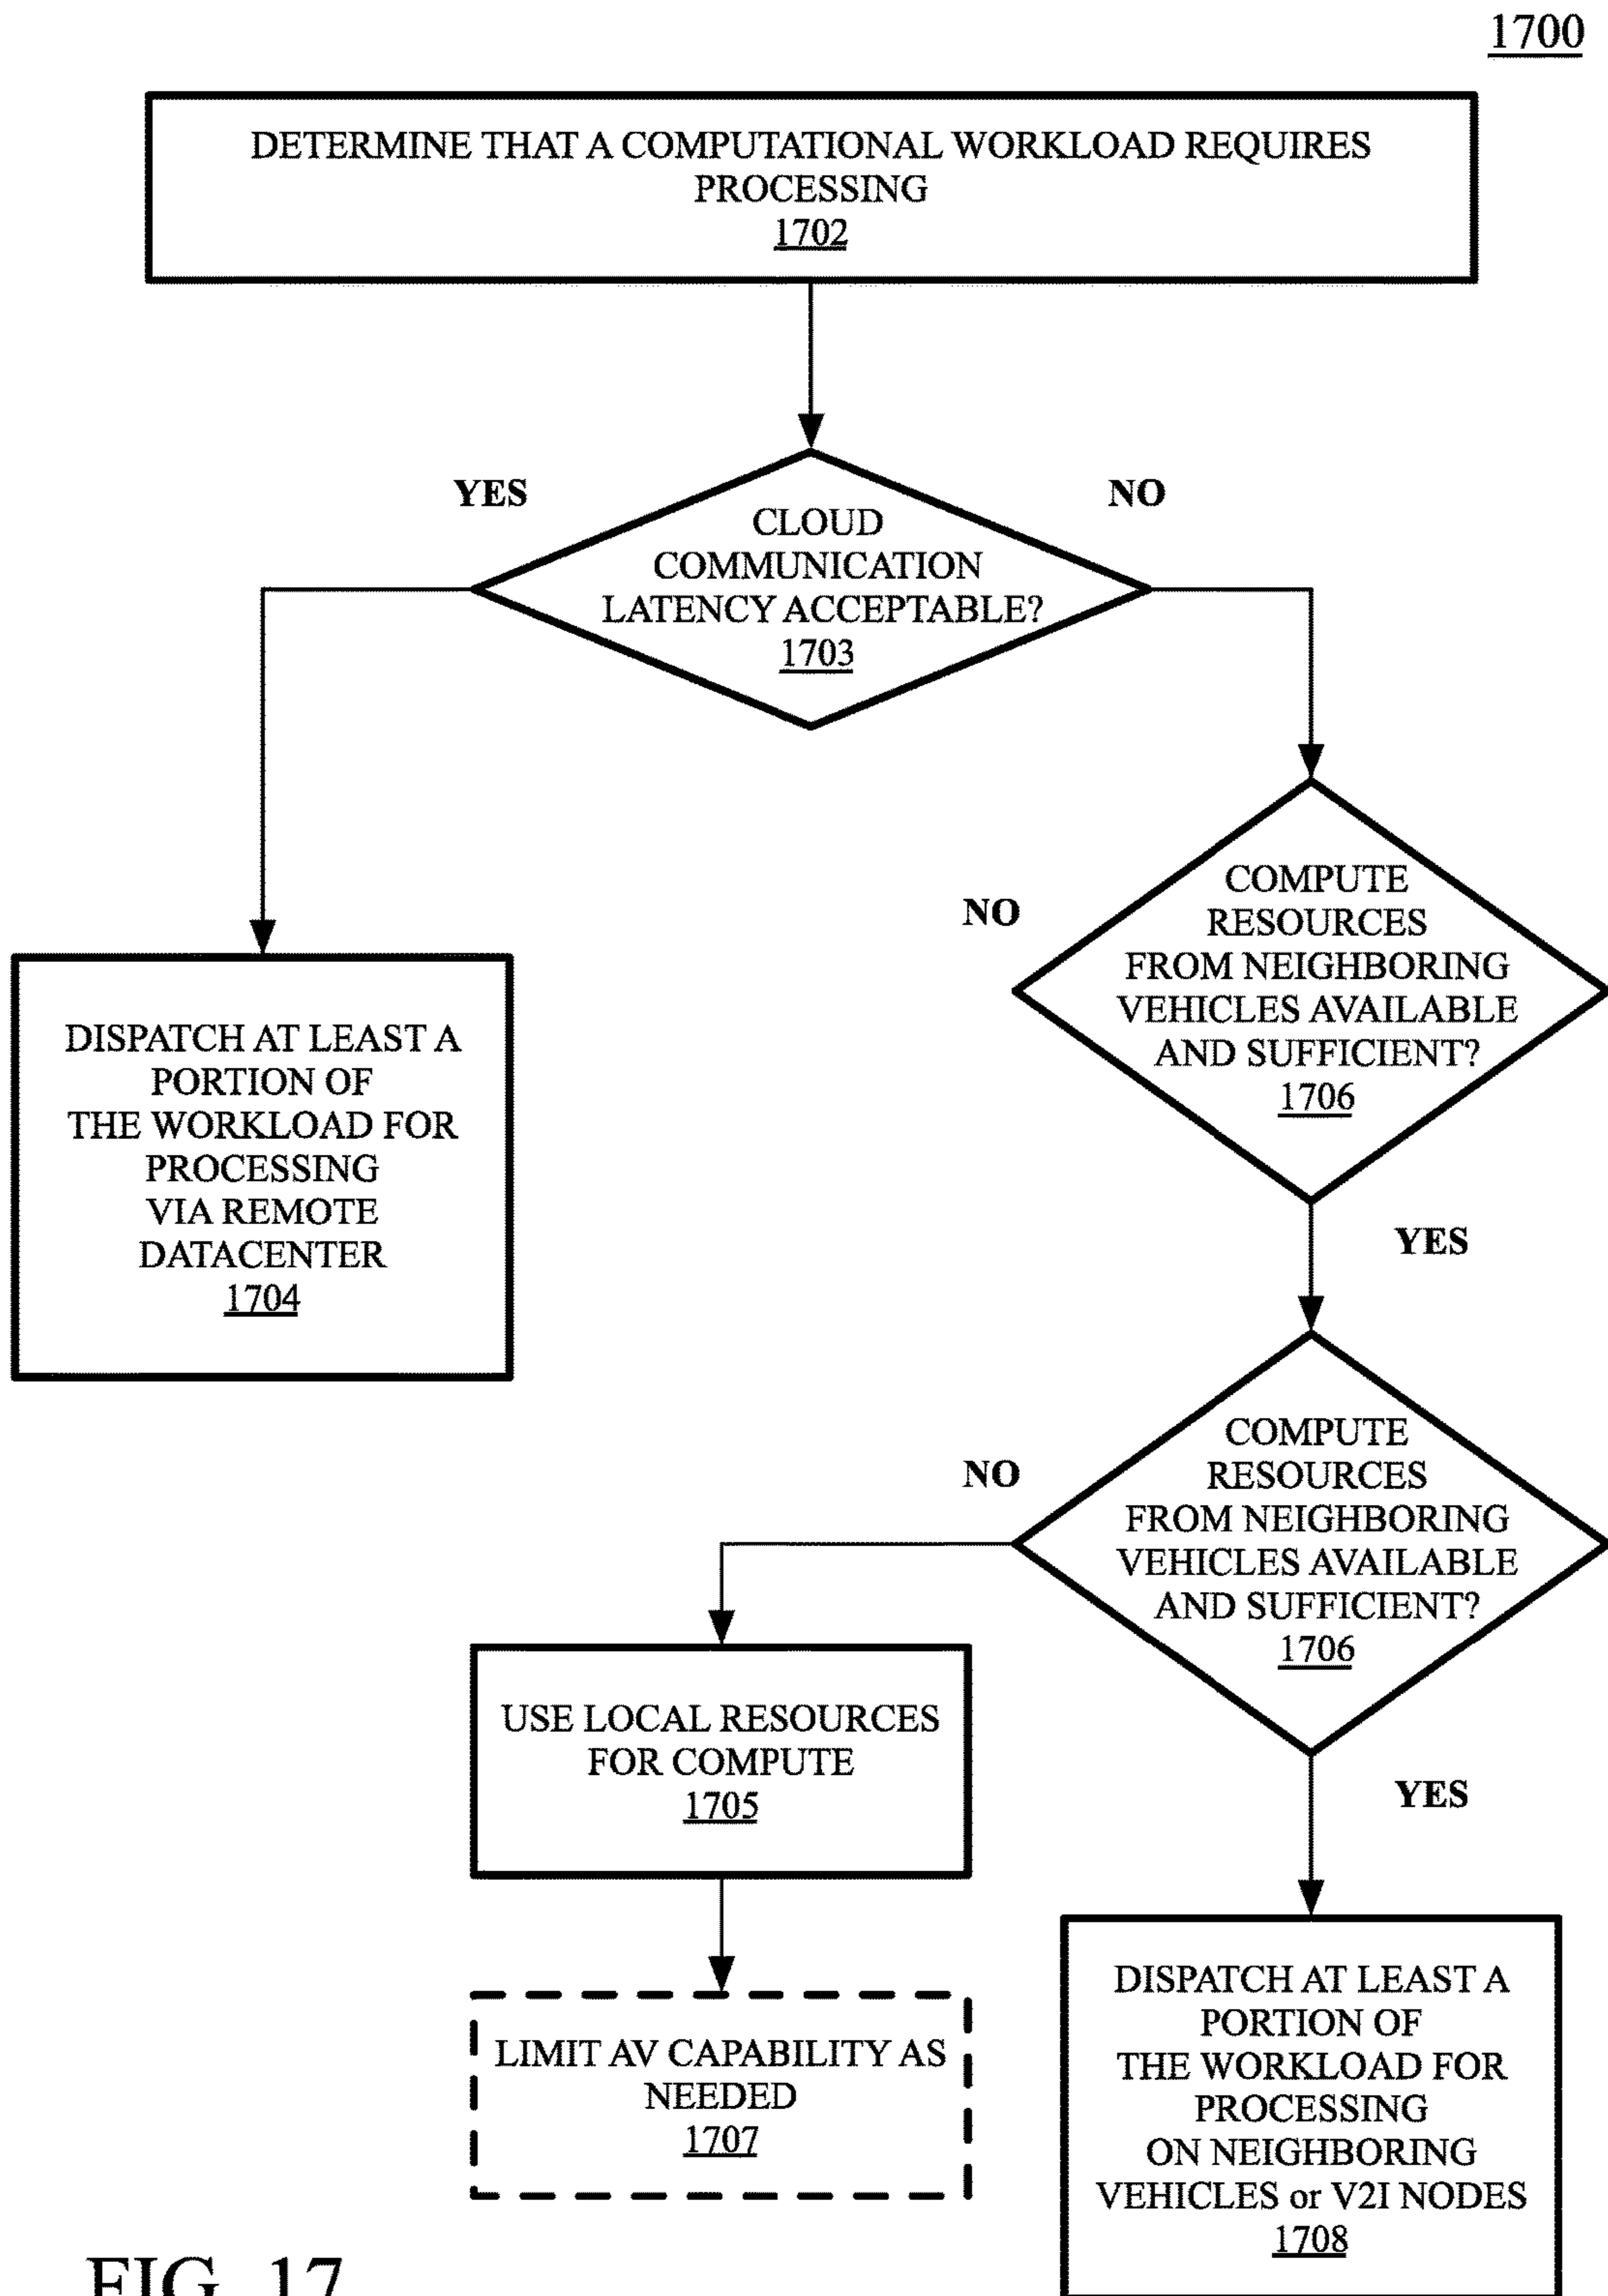 1700
DETERMINE THAT A COMPUTATIONAL WORKLOAD REQUIRES
PROCESSING
1702
YES
NO
CLOUD
COMMUNICATION
LATENCY ACCEPTABLE?
1703
NO
COMPUTE
RESOURCES
FROM NEIGHBORING
VEHICLES AVAILABLE
AND SUFFICIENT?
1706
YES
DISPATCH AT LEAST A
PORTION OF
THE WORKLOAD FOR
PROCESSING
VIA REMOTE
DATACENTER
1704
NO
COMPUTE
RESOURCES
FROM NEIGHBORING
VEHICLES AVAILABLE
AND SUFFICIENT?
1706
YES
USE LOCAL RESOURCES
FOR COMPUTE
1705
LIMIT AV CAPABILITY AS
NEEDED
1707
DISPATCH AT LEAST A
PORTION OF
THE WORKLOAD FOR
PROCESSING
ON NEIGHBORING
VEHICLES or V2I NODES
1708
FIG. 17